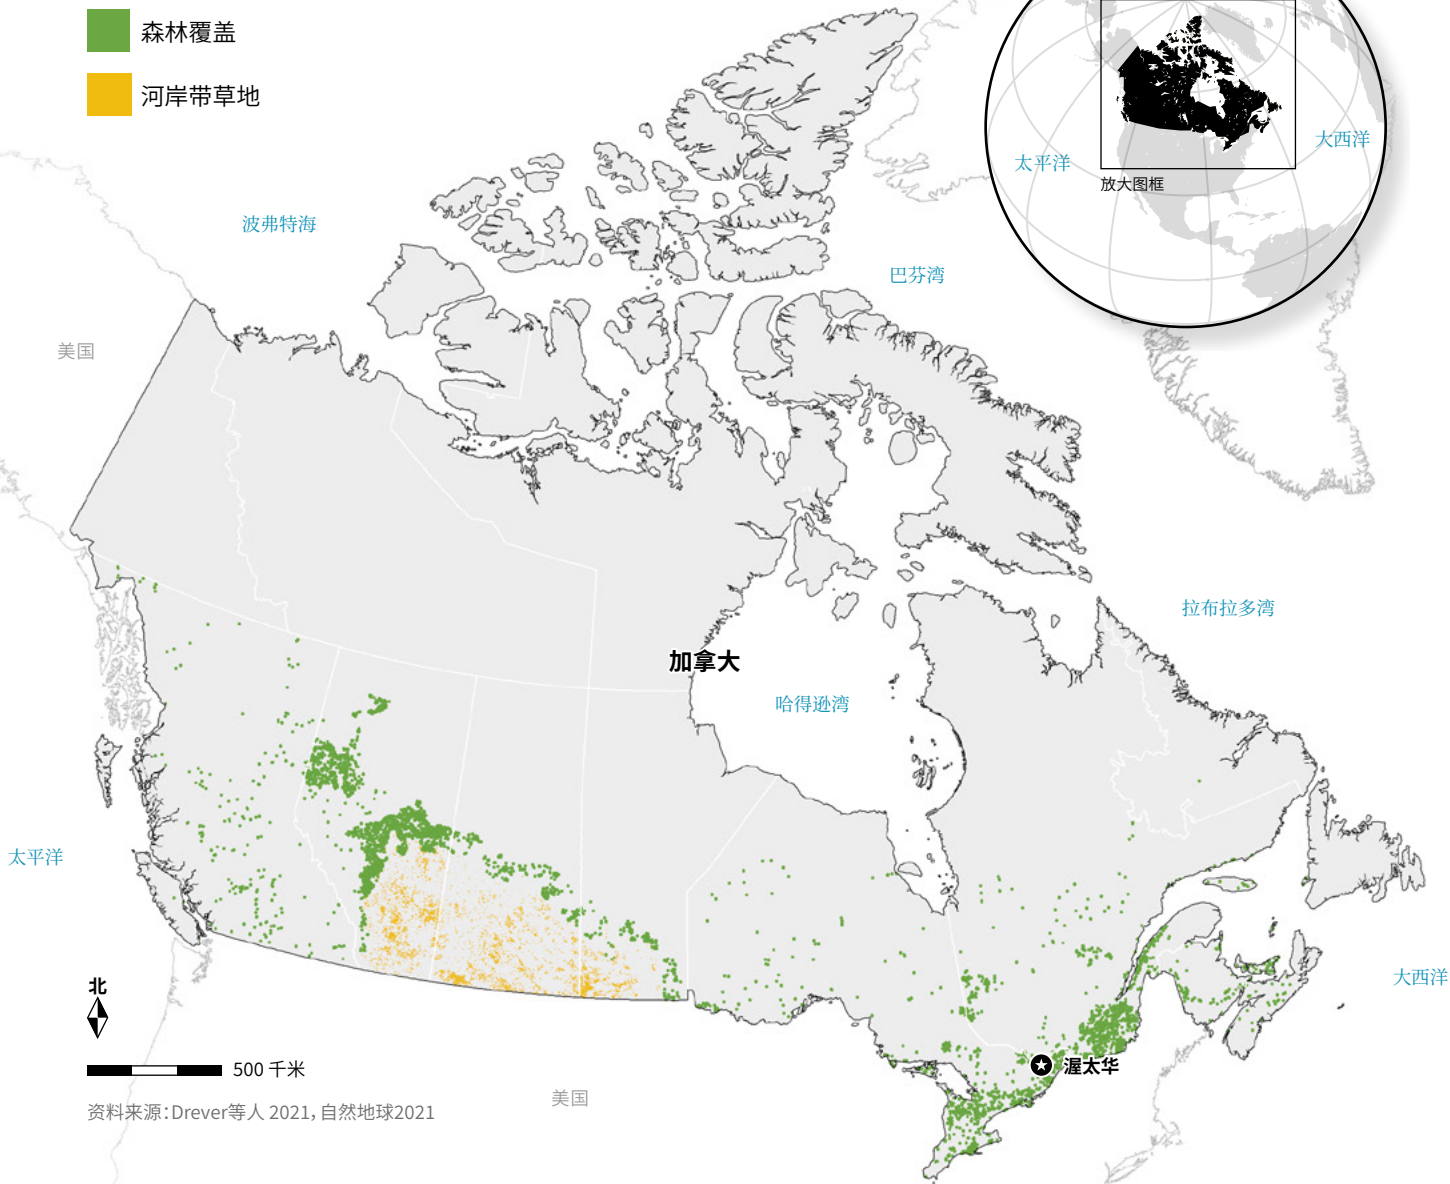 森林覆盖
河岸带草地
太平洋
大西洋
放大图框
波弗特海
巴芬湾
美国
拉布拉多湾
加拿大
哈得逊湾
太平洋
大西洋
北
500 千米
渥太华
美国
资料来源：Drever等人 2021，自然地球2021